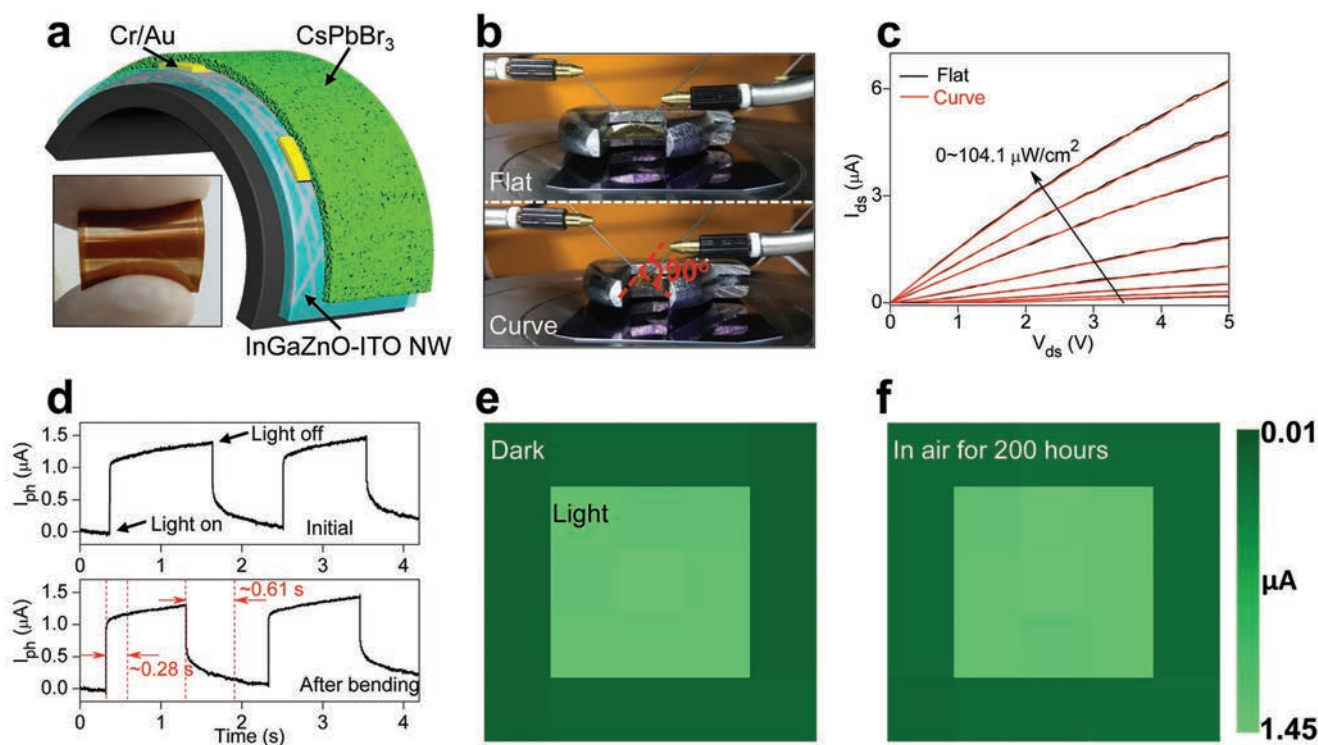 a
Cr/Au
CsPbBr3
InGaZnO-ITO NW
b
Flat
Curve
90°
c
6
3
0
Ids (μA)
Flat
Curve
0~104.1 μW/cm2
0 1 2 3 4 5
Vds (V)
d
1.5
1.0
0.5
0.0
Iph (μA)
Light off
Light on
Initial
0 1 2 3 4
1.5
1.0
0.5
0.0
Iph (μA)
~0.61 s
~0.28 s
After bending
0 1 2 3 4
Time (s)
e
Dark
Light
f
In air for 200 hours
0.01
μA
1.45